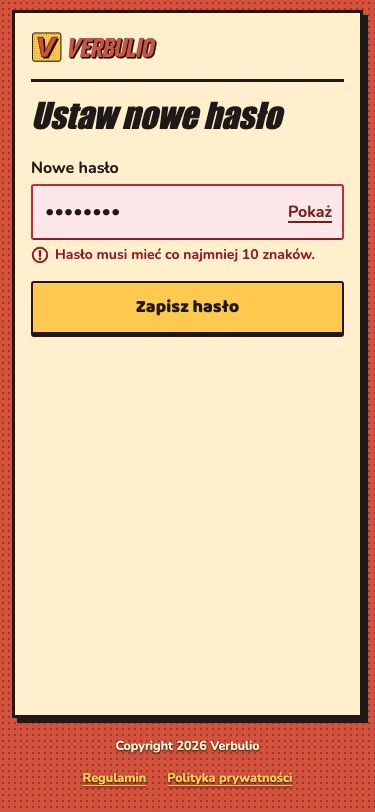 V VERBULIO
Ustaw nowe hasło
Nowe hasło
•••••••• Pokaż
Hasło musi mieć co najmniej 10 znaków.
Zapisz hasło
Copyright 2026 Verbulio
Regulamin Polityka prywatności